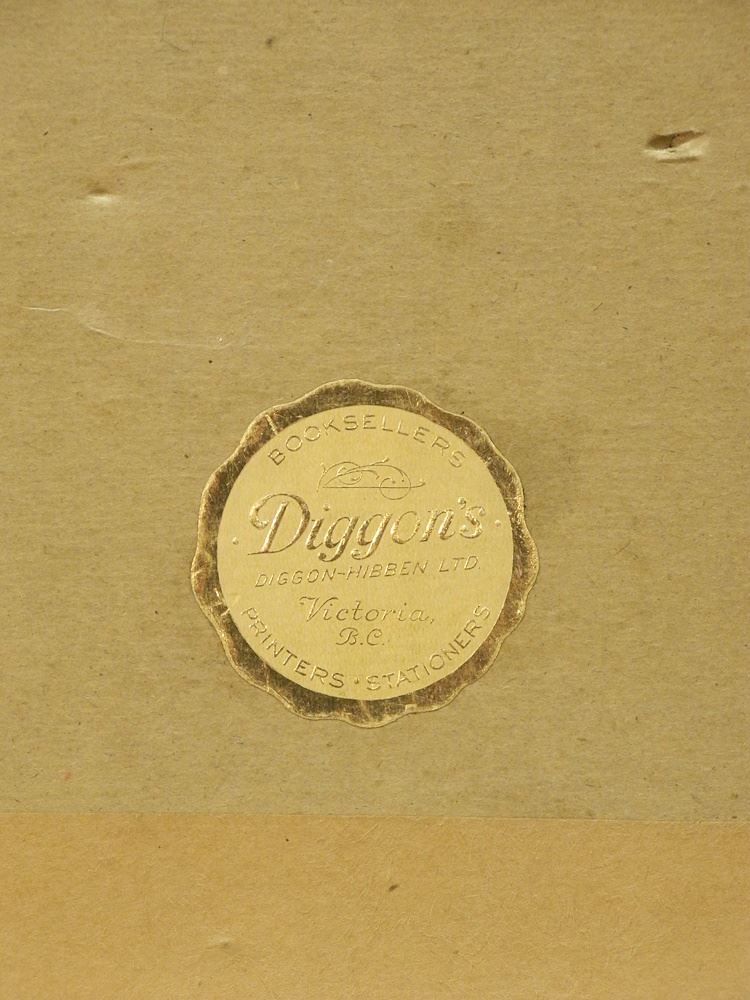 BOOKSELLERS
Diggon's
DIGGON-HIBBEN LTD.
Victoria,
B.C.
PRINTERS · STATIONERS